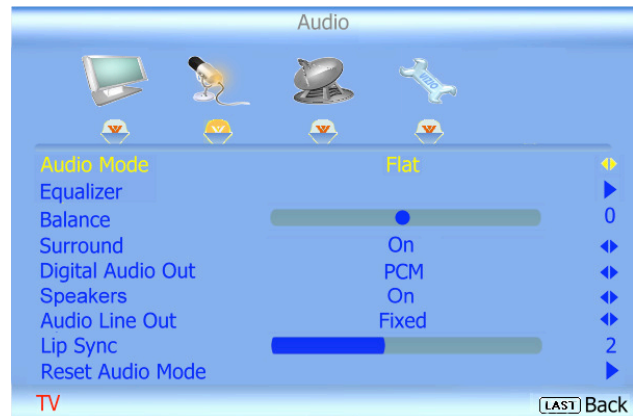 Audio
VIZIO
Audio Mode Flat
Equalizer
Balance 0
Surround On
Digital Audio Out PCM
Speakers On
Audio Line Out Fixed
Lip Sync 2
Reset Audio Mode
TV LAST Back